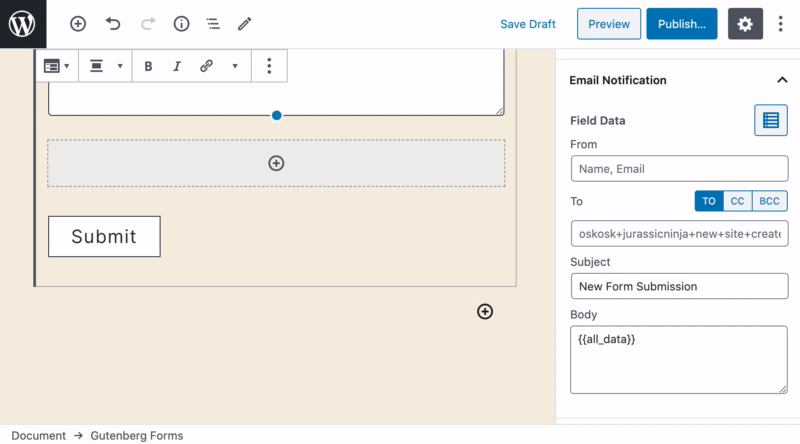 Save Draft
Preview
Publish...
B I
Submit
Email Notification
Field Data
From
Name, Email
To
TO CC BCC
oskosk+jurassicninja+new+site+create
Subject
New Form Submission
Body
{{all_data}}
Document → Gutenberg Forms